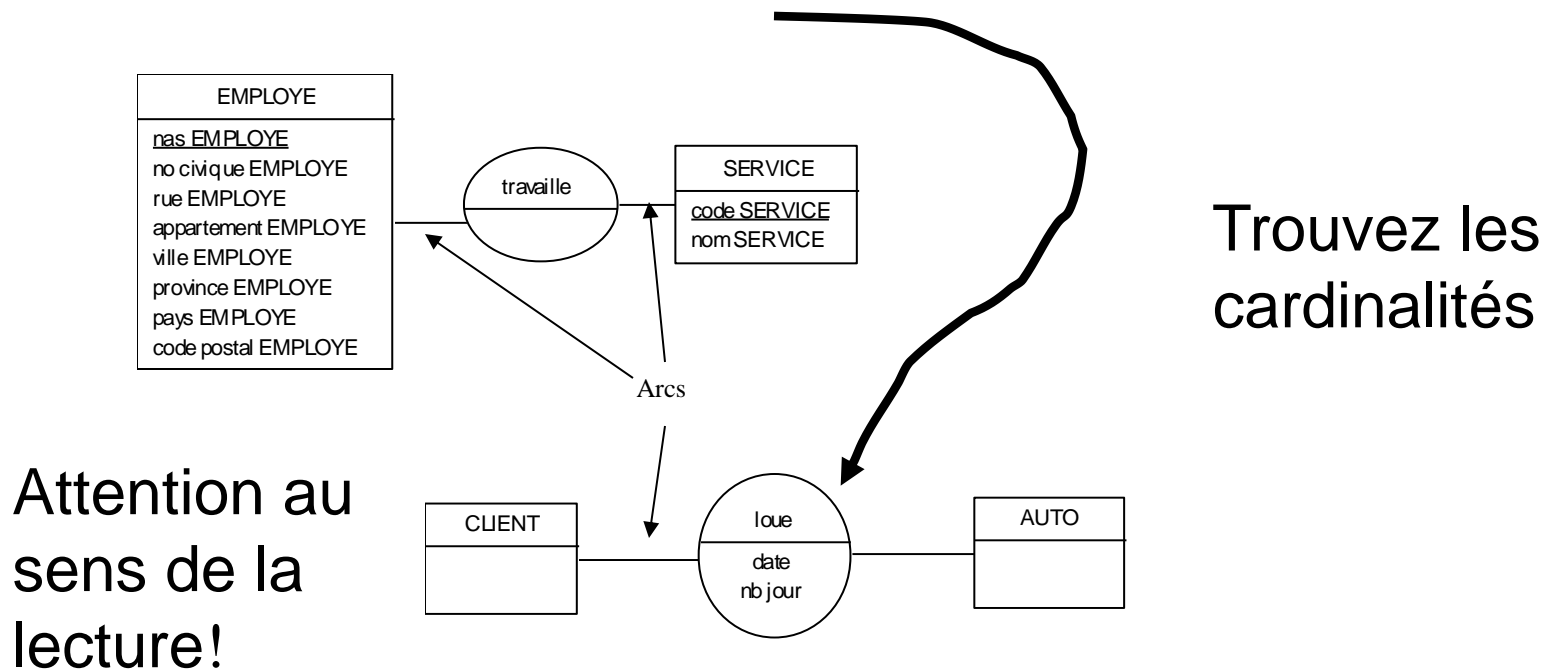 EMPLOYE
nas EMPLOYE
no civique EMPLOYE
rue EMPLOYE
appartement EMPLOYE
ville EMPLOYE
province EMPLOYE
pays EMPLOYE
code postal EMPLOYE
travaille
SERVICE
code SERVICE
nom SERVICE
Trouvez les
cardinalités
Arcs
Attention au
sens de la
lecture!
CLIENT
loue
date
nb jour
AUTO